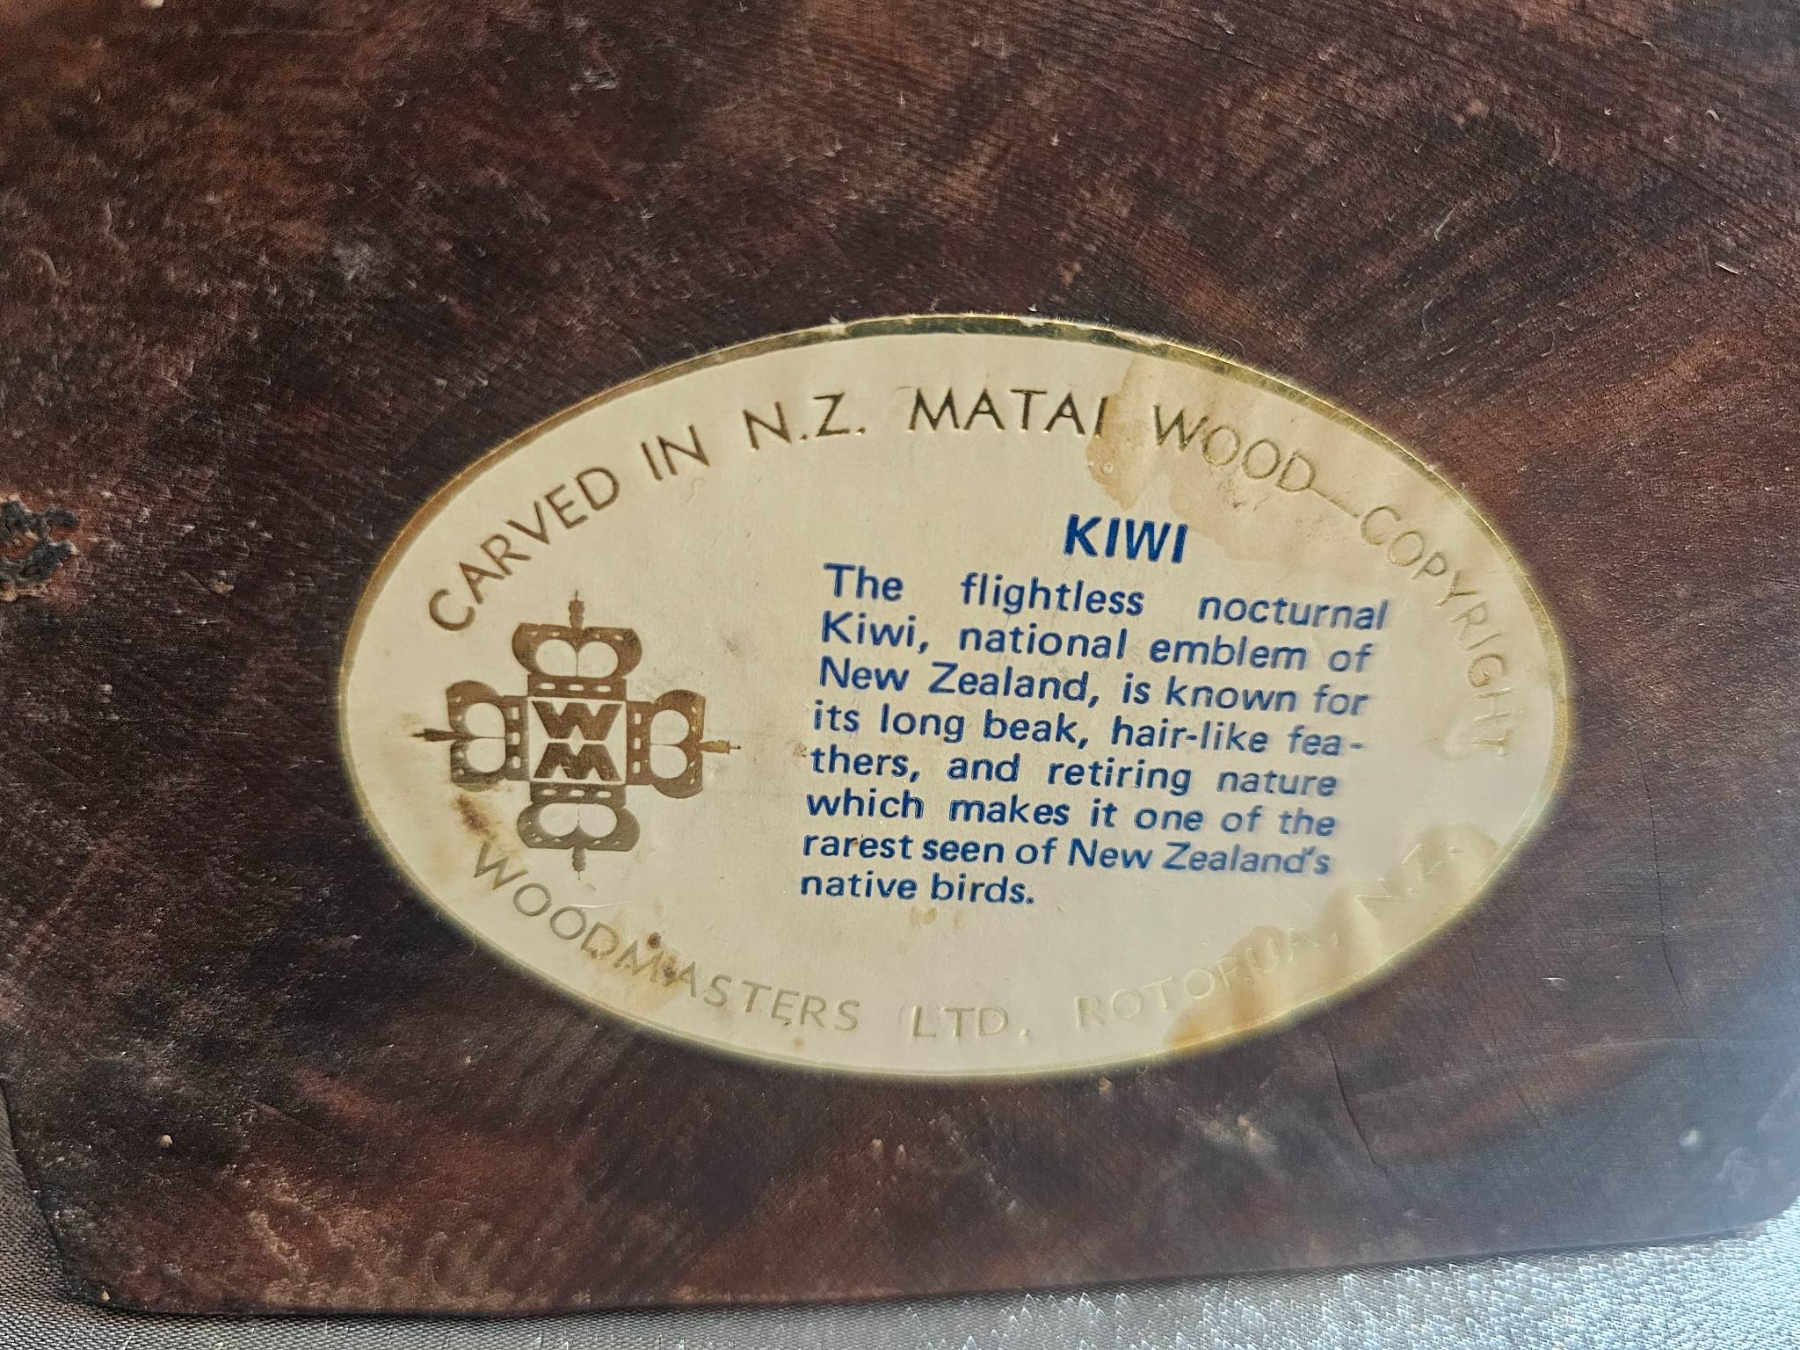 CARVED IN N.Z. MATAI WOOD—COPYRIGHT
KIWI
The flightless nocturnal
Kiwi, national emblem of
New Zealand, is known for
its long beak, hair-like fea-
thers, and retiring nature
which makes it one of the
rarest seen of New Zealand's
native birds.
W
M
WOODMASTERS LTD. ROTORUA, N.Z.